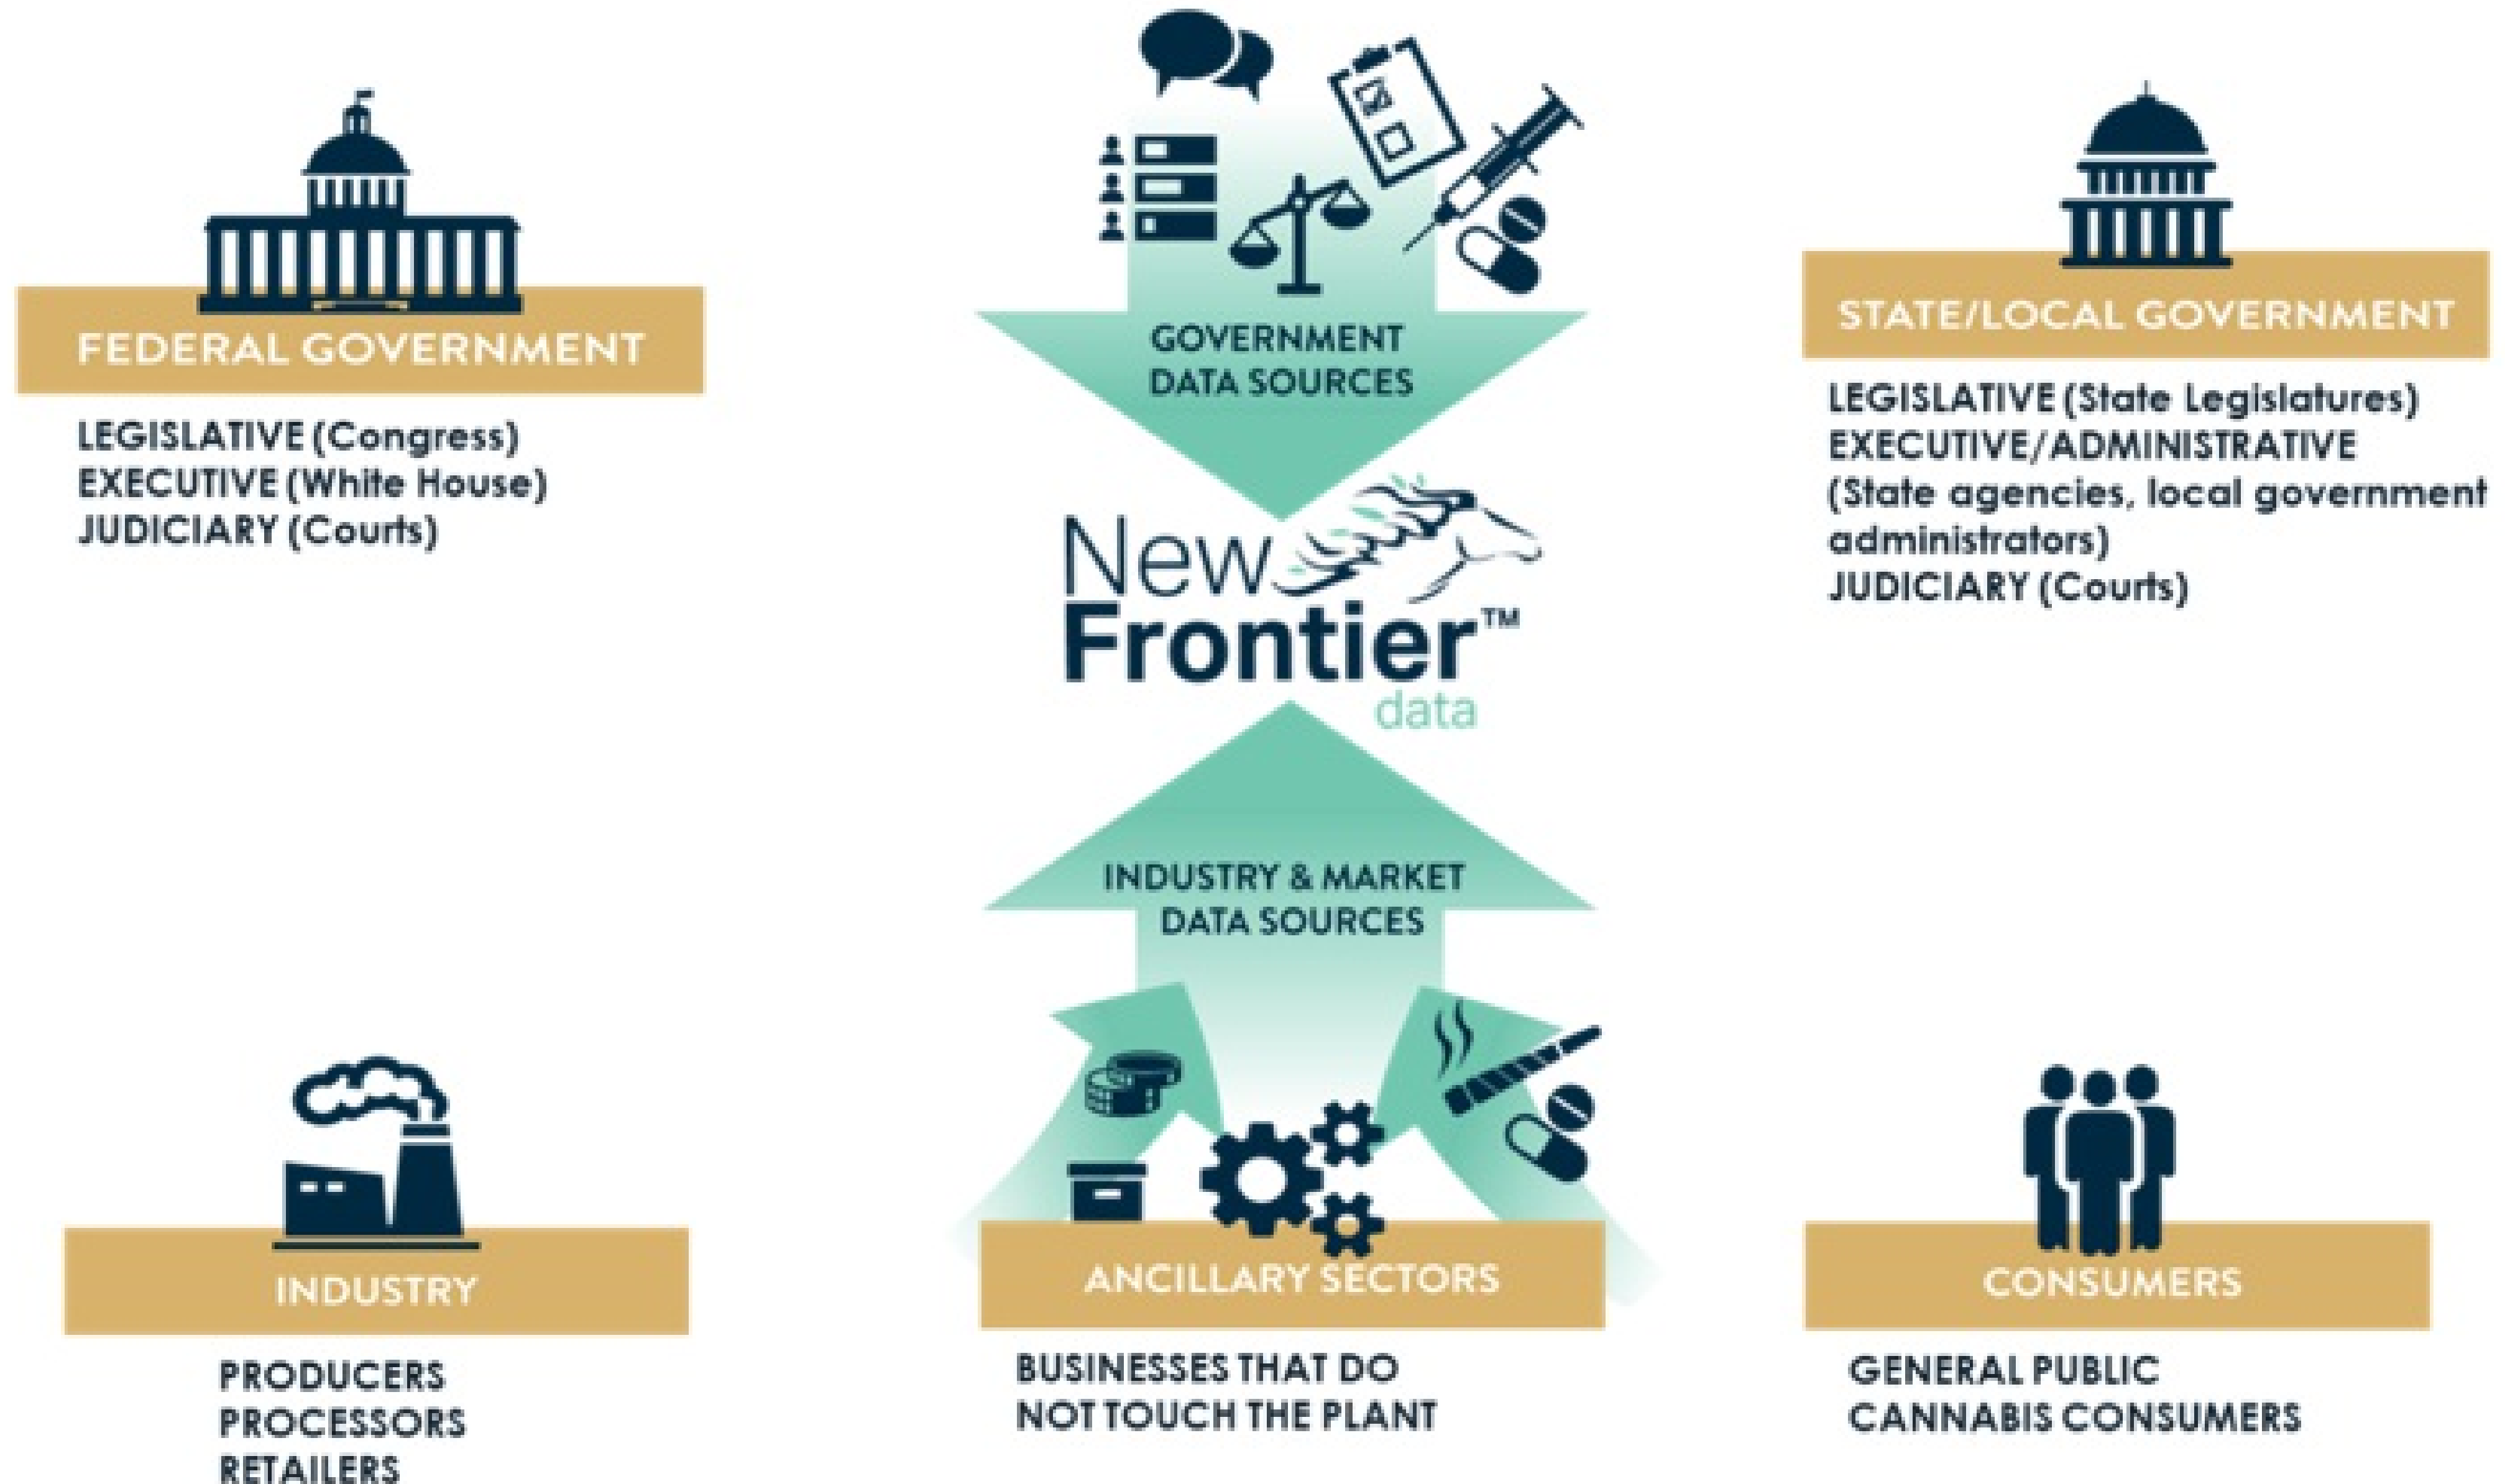 FEDERAL GOVERNMENT
LEGISLATIVE (Congress)
EXECUTIVE (White House)
JUDICIARY (Courts)
GOVERNMENT
DATA SOURCES
STATE/LOCAL GOVERNMENT
LEGISLATIVE (State Legislatures)
EXECUTIVE/ADMINISTRATIVE
(State agencies, local government
administrators)
JUDICIARY (Courts)
New
Frontier™
data
INDUSTRY & MARKET
DATA SOURCES
INDUSTRY
PRODUCERS
PROCESSORS
RETAILERS
ANCILLARY SECTORS
BUSINESSES THAT DO
NOT TOUCH THE PLANT
CONSUMERS
GENERAL PUBLIC
CANNABIS CONSUMERS